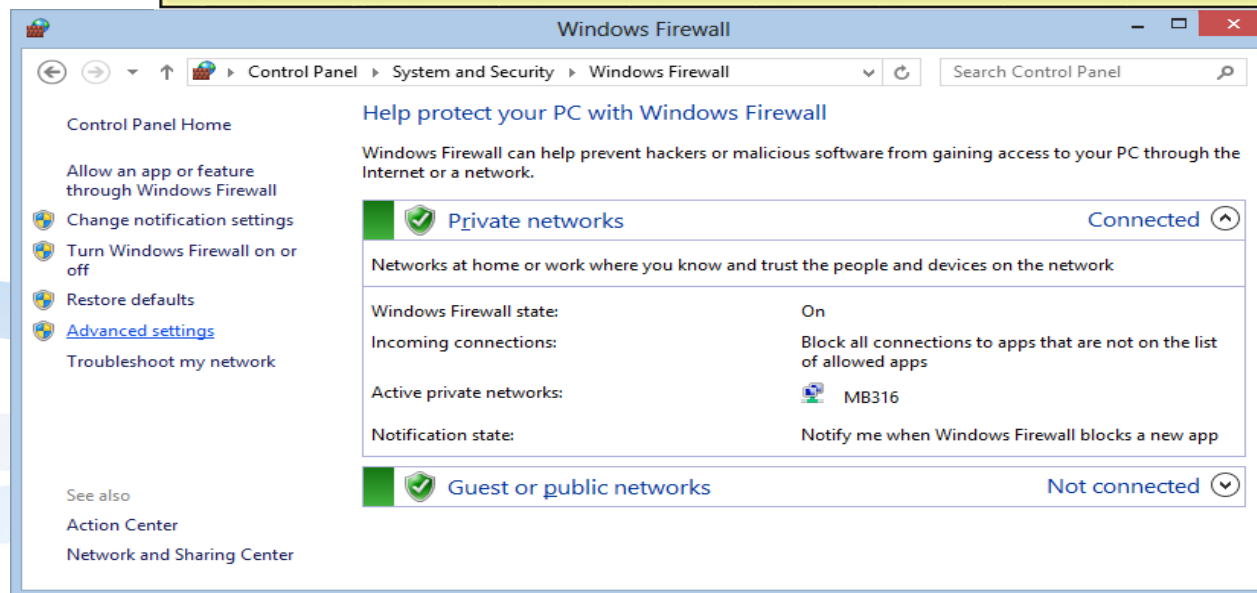 Windows Firewall
Control Panel System and Security Windows Firewall
Search Control Panel
Control Panel Home
Allow an app or feature
through Windows Firewall
Change notification settings
Turn Windows Firewall on or
off
Restore defaults
Advanced settings
Troubleshoot my network
See also
Action Center
Network and Sharing Center
Help protect your PC with Windows Firewall
Windows Firewall can help prevent hackers or malicious software from gaining access to your PC through the
Internet or a network.
Private networks Connected
Networks at home or work where you know and trust the people and devices on the network
Windows Firewall state: On
Incoming connections: Block all connections to apps that are not on the list
of allowed apps
Active private networks: MB316
Notification state: Notify me when Windows Firewall blocks a new app
Guest or public networks Not connected